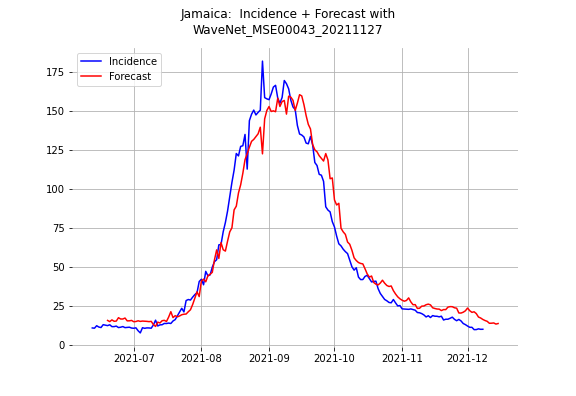 Jamaica:  Incidence + Forecast with
WaveNet_MSE00043_20211127
Incidence
Forecast
175
150
125
100
75
50
25
0
2021-07 2021-08 2021-09 2021-10 2021-11 2021-12